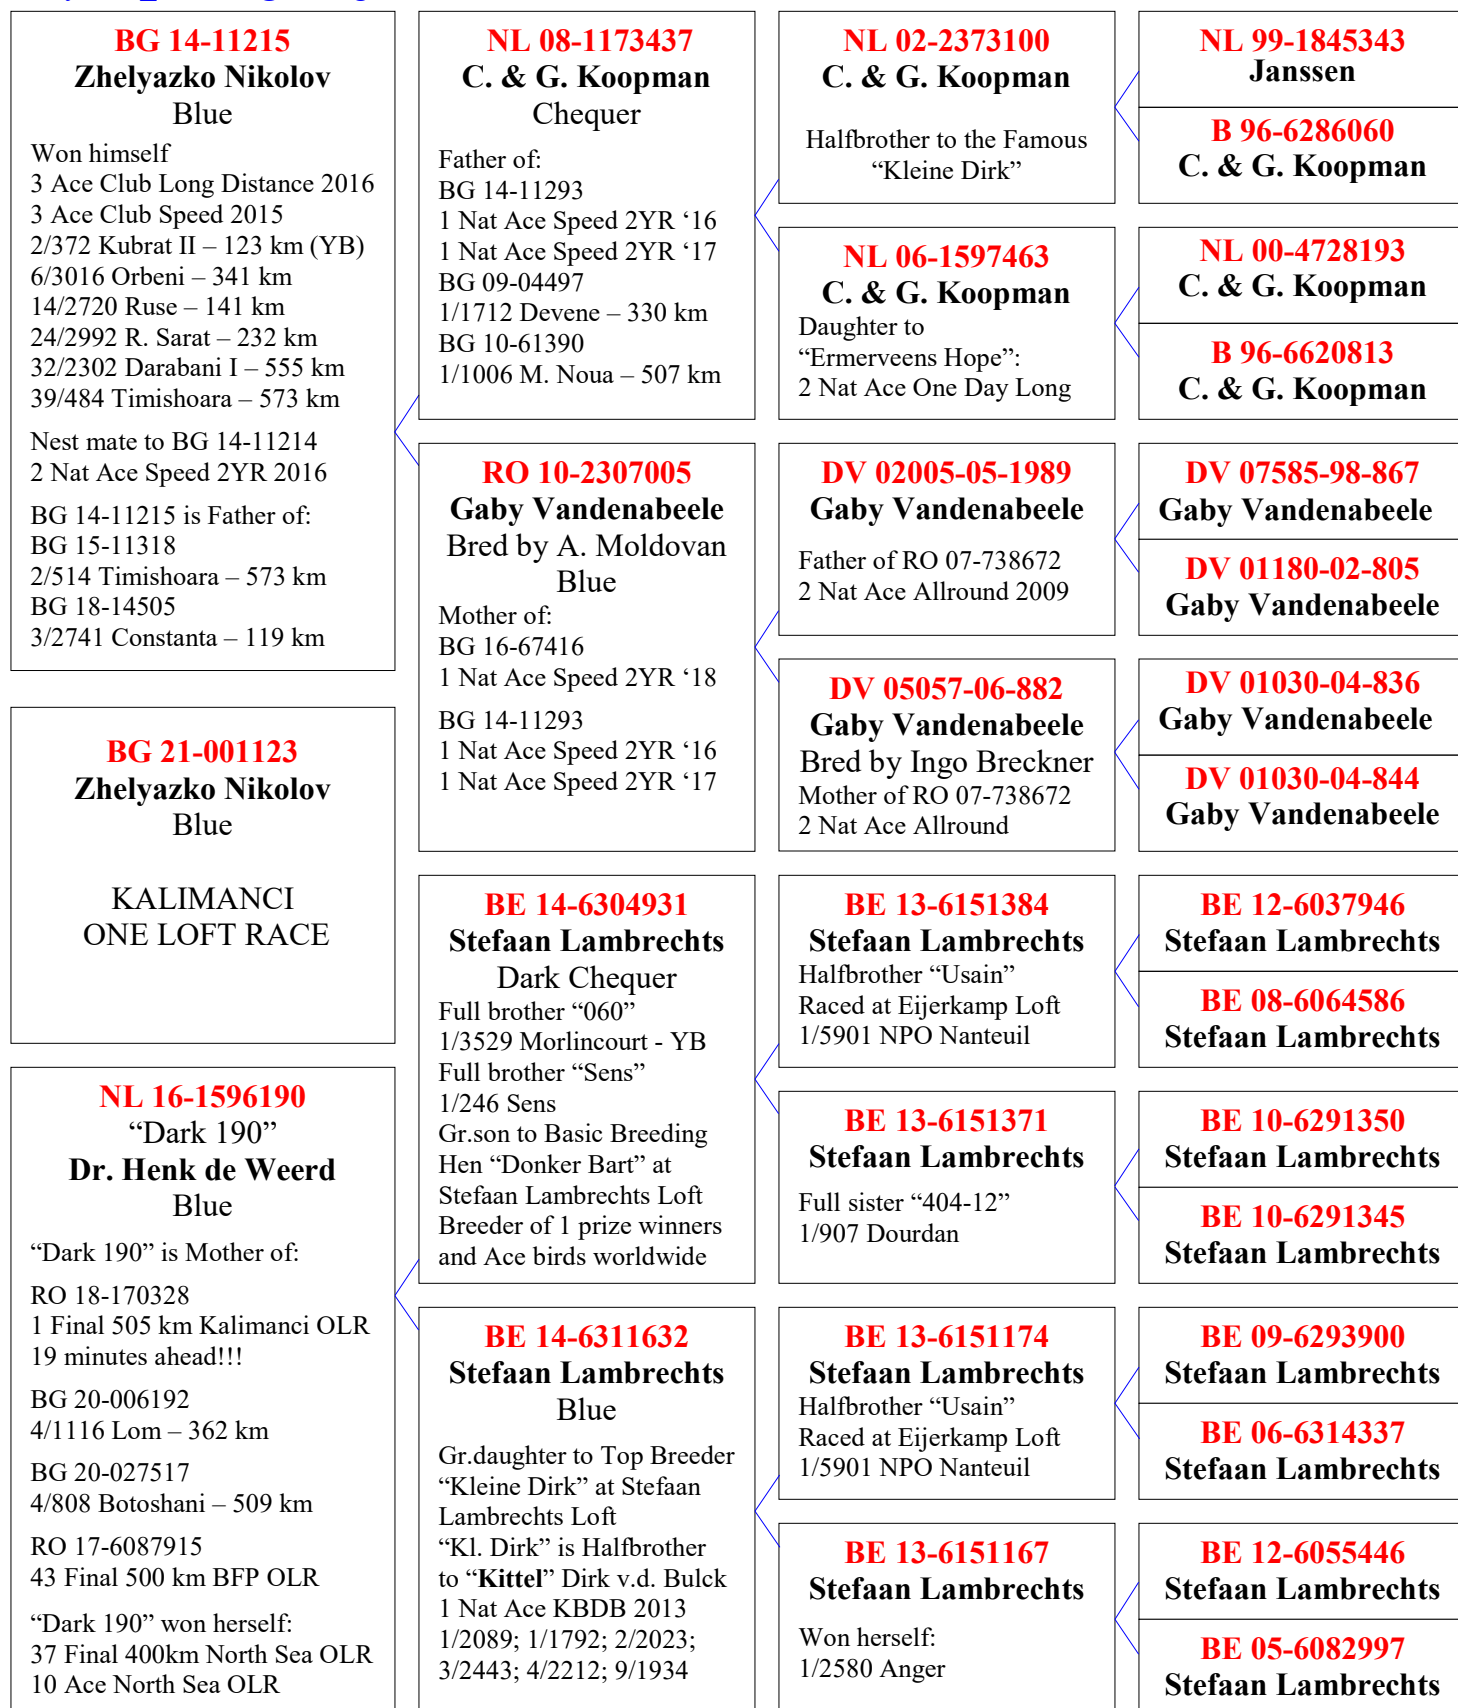 BG 14-11215
Zhelyazko Nikolov
Blue
Won himself
3 Ace Club Long Distance 2016
3 Ace Club Speed 2015
2/372 Kubrat II – 123 km (YB)
6/3016 Orbeni – 341 km
14/2720 Ruse – 141 km
24/2992 R. Sarat – 232 km
32/2302 Darabani I – 555 km
39/484 Timishoara – 573 km
Nest mate to BG 14-11214
2 Nat Ace Speed 2YR 2016
BG 14-11215 is Father of:
BG 15-11318
2/514 Timishoara – 573 km
BG 18-14505
3/2741 Constanta – 119 km
BG 21-001123
Zhelyazko Nikolov
Blue
KALIMANCI
ONE LOFT RACE
NL 16-1596190
“Dark 190”
Dr. Henk de Weerd
Blue
“Dark 190” is Mother of:
RO 18-170328
1 Final 505 km Kalimanci OLR
19 minutes ahead!!!
BG 20-006192
4/1116 Lom – 362 km
BG 20-027517
4/808 Botoshani – 509 km
RO 17-6087915
43 Final 500 km BFP OLR
“Dark 190” won herself:
37 Final 400km North Sea OLR
10 Ace North Sea OLR
NL 08-1173437
C. & G. Koopman
Chequer
Father of:
BG 14-11293
1 Nat Ace Speed 2YR ‘16
1 Nat Ace Speed 2YR ‘17
BG 09-04497
1/1712 Devene – 330 km
BG 10-61390
1/1006 M. Noua – 507 km
RO 10-2307005
Gaby Vandenabeele
Bred by A. Moldovan
Blue
Mother of:
BG 16-67416
1 Nat Ace Speed 2YR ‘18
BG 14-11293
1 Nat Ace Speed 2YR ‘16
1 Nat Ace Speed 2YR ‘17
BE 14-6304931
Stefaan Lambrechts
Dark Chequer
Full brother “060”
1/3529 Morlincourt - YB
Full brother “Sens”
1/246 Sens
Gr.son to Basic Breeding
Hen “Donker Bart” at
Stefaan Lambrechts Loft
Breeder of 1 prize winners
and Ace birds worldwide
BE 14-6311632
Stefaan Lambrechts
Blue
Gr.daughter to Top Breeder
“Kleine Dirk” at Stefaan
Lambrechts Loft
“Kl. Dirk” is Halfbrother
to “Kittel” Dirk v.d. Bulck
1 Nat Ace KBDB 2013
1/2089; 1/1792; 2/2023;
3/2443; 4/2212; 9/1934
NL 02-2373100
C. & G. Koopman
Halfbrother to the Famous
“Kleine Dirk”
NL 06-1597463
C. & G. Koopman
Daughter to
“Ermerveens Hope”:
2 Nat Ace One Day Long
DV 02005-05-1989
Gaby Vandenabeele
Father of RO 07-738672
2 Nat Ace Allround 2009
DV 05057-06-882
Gaby Vandenabeele
Bred by Ingo Breckner
Mother of RO 07-738672
2 Nat Ace Allround
BE 13-6151384
Stefaan Lambrechts
Halfbrother “Usain”
Raced at Eijerkamp Loft
1/5901 NPO Nanteuil
BE 13-6151371
Stefaan Lambrechts
Full sister “404-12”
1/907 Dourdan
BE 13-6151174
Stefaan Lambrechts
Halfbrother “Usain”
Raced at Eijerkamp Loft
1/5901 NPO Nanteuil
BE 13-6151167
Stefaan Lambrechts
Won herself:
1/2580 Anger
NL 99-1845343
Janssen
B 96-6286060
C. & G. Koopman
NL 00-4728193
C. & G. Koopman
B 96-6620813
C. & G. Koopman
DV 07585-98-867
Gaby Vandenabeele
DV 01180-02-805
Gaby Vandenabeele
DV 01030-04-836
Gaby Vandenabeele
DV 01030-04-844
Gaby Vandenabeele
BE 12-6037946
Stefaan Lambrechts
BE 08-6064586
Stefaan Lambrechts
BE 10-6291350
Stefaan Lambrechts
BE 10-6291345
Stefaan Lambrechts
BE 09-6293900
Stefaan Lambrechts
BE 06-6314337
Stefaan Lambrechts
BE 12-6055446
Stefaan Lambrechts
BE 05-6082997
Stefaan Lambrechts